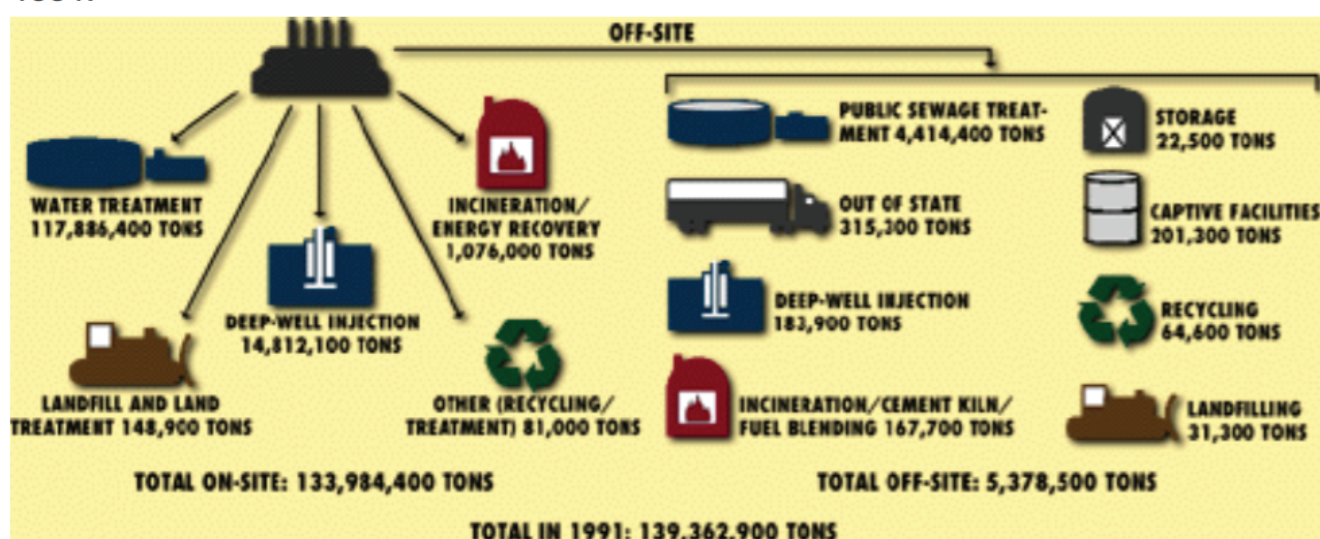 OFF-SITE
WATER TREATMENT
117,886,400 TONS
INCINERATION/
ENERGY RECOVERY
1,076,000 TONS
DEEP-WELL INJECTION
14,812,100 TONS
LANDFILL AND LAND
TREATMENT 148,900 TONS
OTHER (RECYCLING/
TREATMENT) 81,000 TONS
TOTAL ON-SITE: 133,984,400 TONS
PUBLIC SEWAGE TREAT-
MENT 4,414,400 TONS
OUT OF STATE
315,300 TONS
DEEP-WELL INJECTION
183,900 TONS
INCINERATION/CEMENT KILN/
FUEL BLENDING 167,700 TONS
STORAGE
22,500 TONS
CAPTIVE FACILITIES
201,300 TONS
RECYCLING
64,600 TONS
LANDFILLING
31,300 TONS
TOTAL OFF-SITE: 5,378,500 TONS
TOTAL IN 1991: 139,362,900 TONS